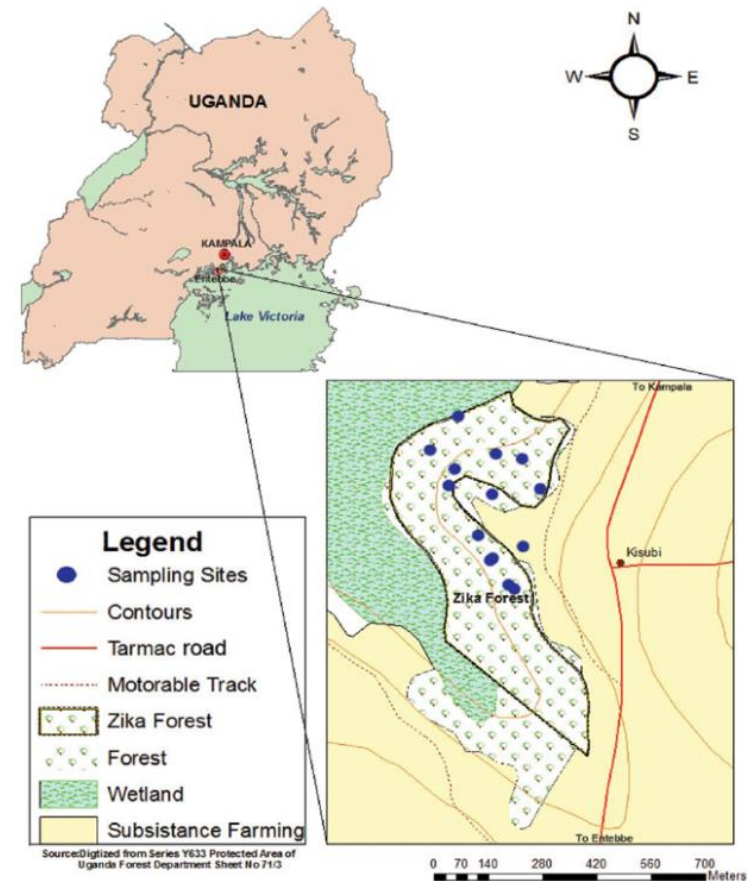 N
W E
S
UGANDA
KAMPALA
Entebbe
Lake Victoria
To Kampala
Kisubi
Zika Forest
To Entebbe
Legend
Sampling Sites
Contours
Tarmac road
Motorable Track
Zika Forest
Forest
Wetland
Subsistance Farming
Source:Digtized from Series Y633 Protected Area of
Uganda Forest Department Sheet No 71/3
0 70 140 280 420 560 700
Meters